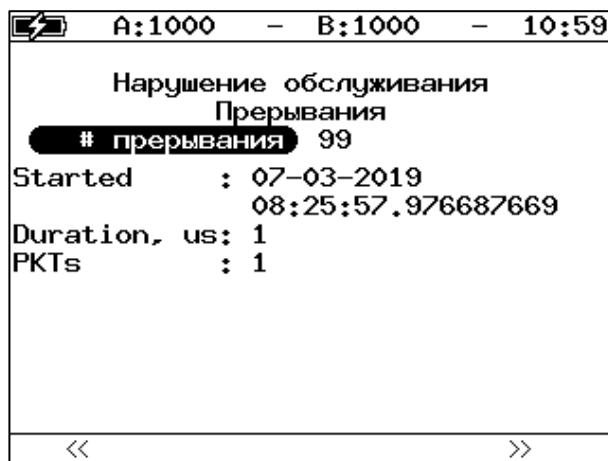 A:1000 – B:1000 – 10:59
Нарушение обслуживания
Прерывания
# прерывания 99
Started : 07-03-2019
08:25:57.976687669
Duration, us: 1
PKTs : 1
<< >>